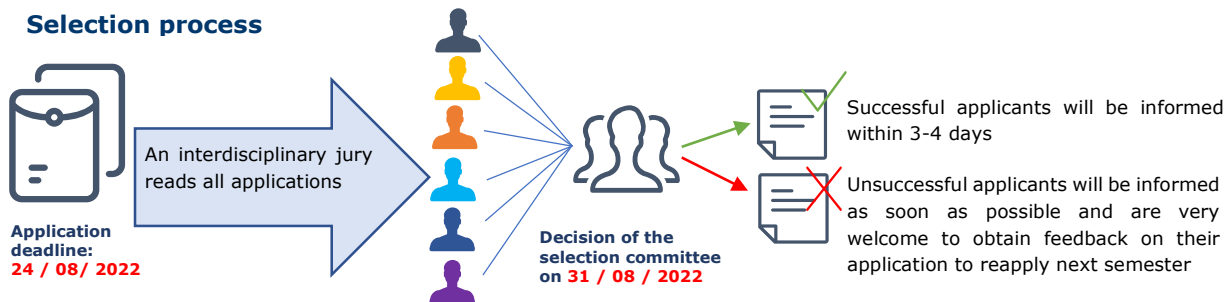 Selection process
An interdisciplinary jury
reads all applications
Application
deadline:
24 / 08/ 2022
Decision of the
selection committee
on 31 / 08 / 2022
Successful applicants will be informed
within 3-4 days
Unsuccessful applicants will be informed
as soon as possible and are very
welcome to obtain feedback on their
application to reapply next semester